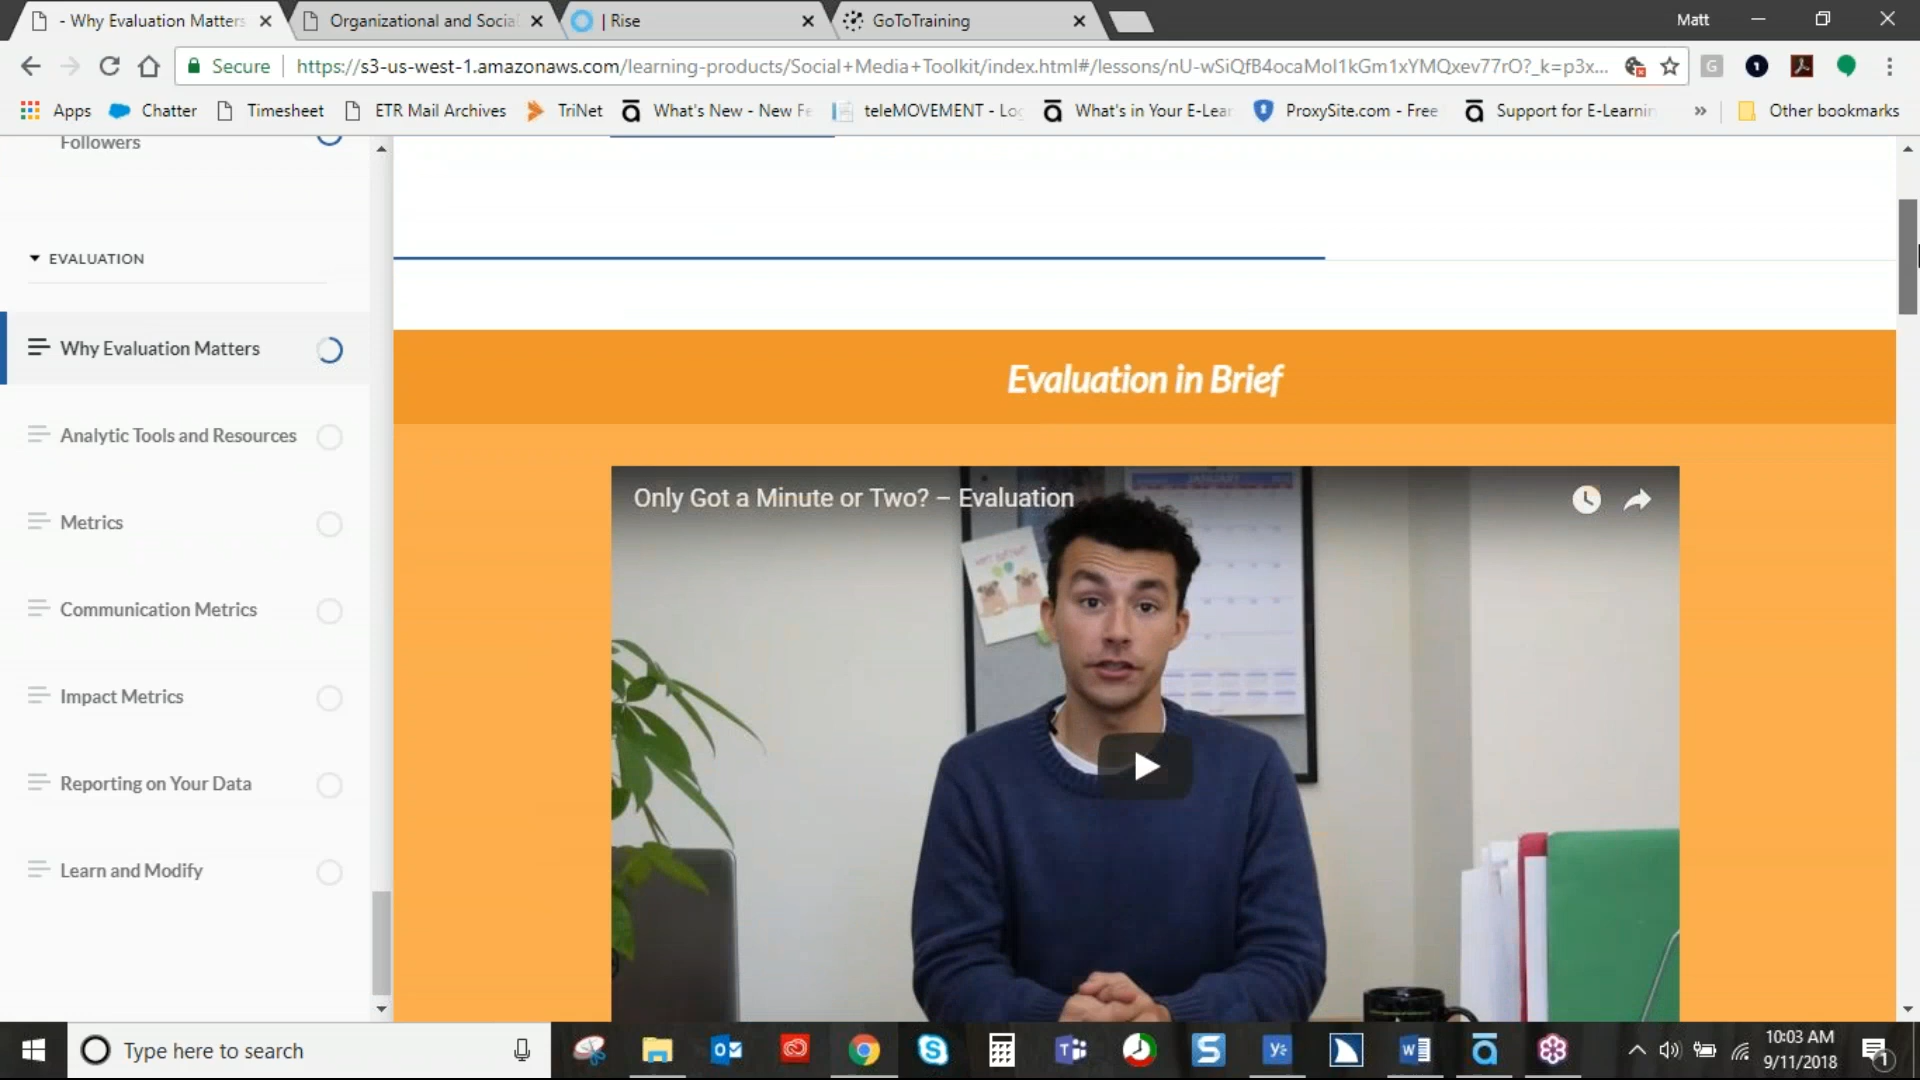 - Why Evaluation Matters
Organizational and Socia
| Rise
GoToTraining
Matt
Secure
https://s3-us-west-1.amazonaws.com/learning-products/Social+Media+Toolkit/index.html#/lessons/nU-wSiQfB4ocaMol1kGm1xYMQxev77rO?_k=p3x...
Apps
Chatter
Timesheet
ETR Mail Archives
TriNet
What's New - New Fe
teleMOVEMENT - Log
What's in Your E-Lear
ProxySite.com - Free
Support for E-Learnin
»
Other bookmarks
Followers
EVALUATION
Why Evaluation Matters
Analytic Tools and Resources
Metrics
Communication Metrics
Impact Metrics
Reporting on Your Data
Learn and Modify
Evaluation in Brief
Only Got a Minute or Two? – Evaluation
JANUARY
Type here to search
10:03 AM
9/11/2018
1